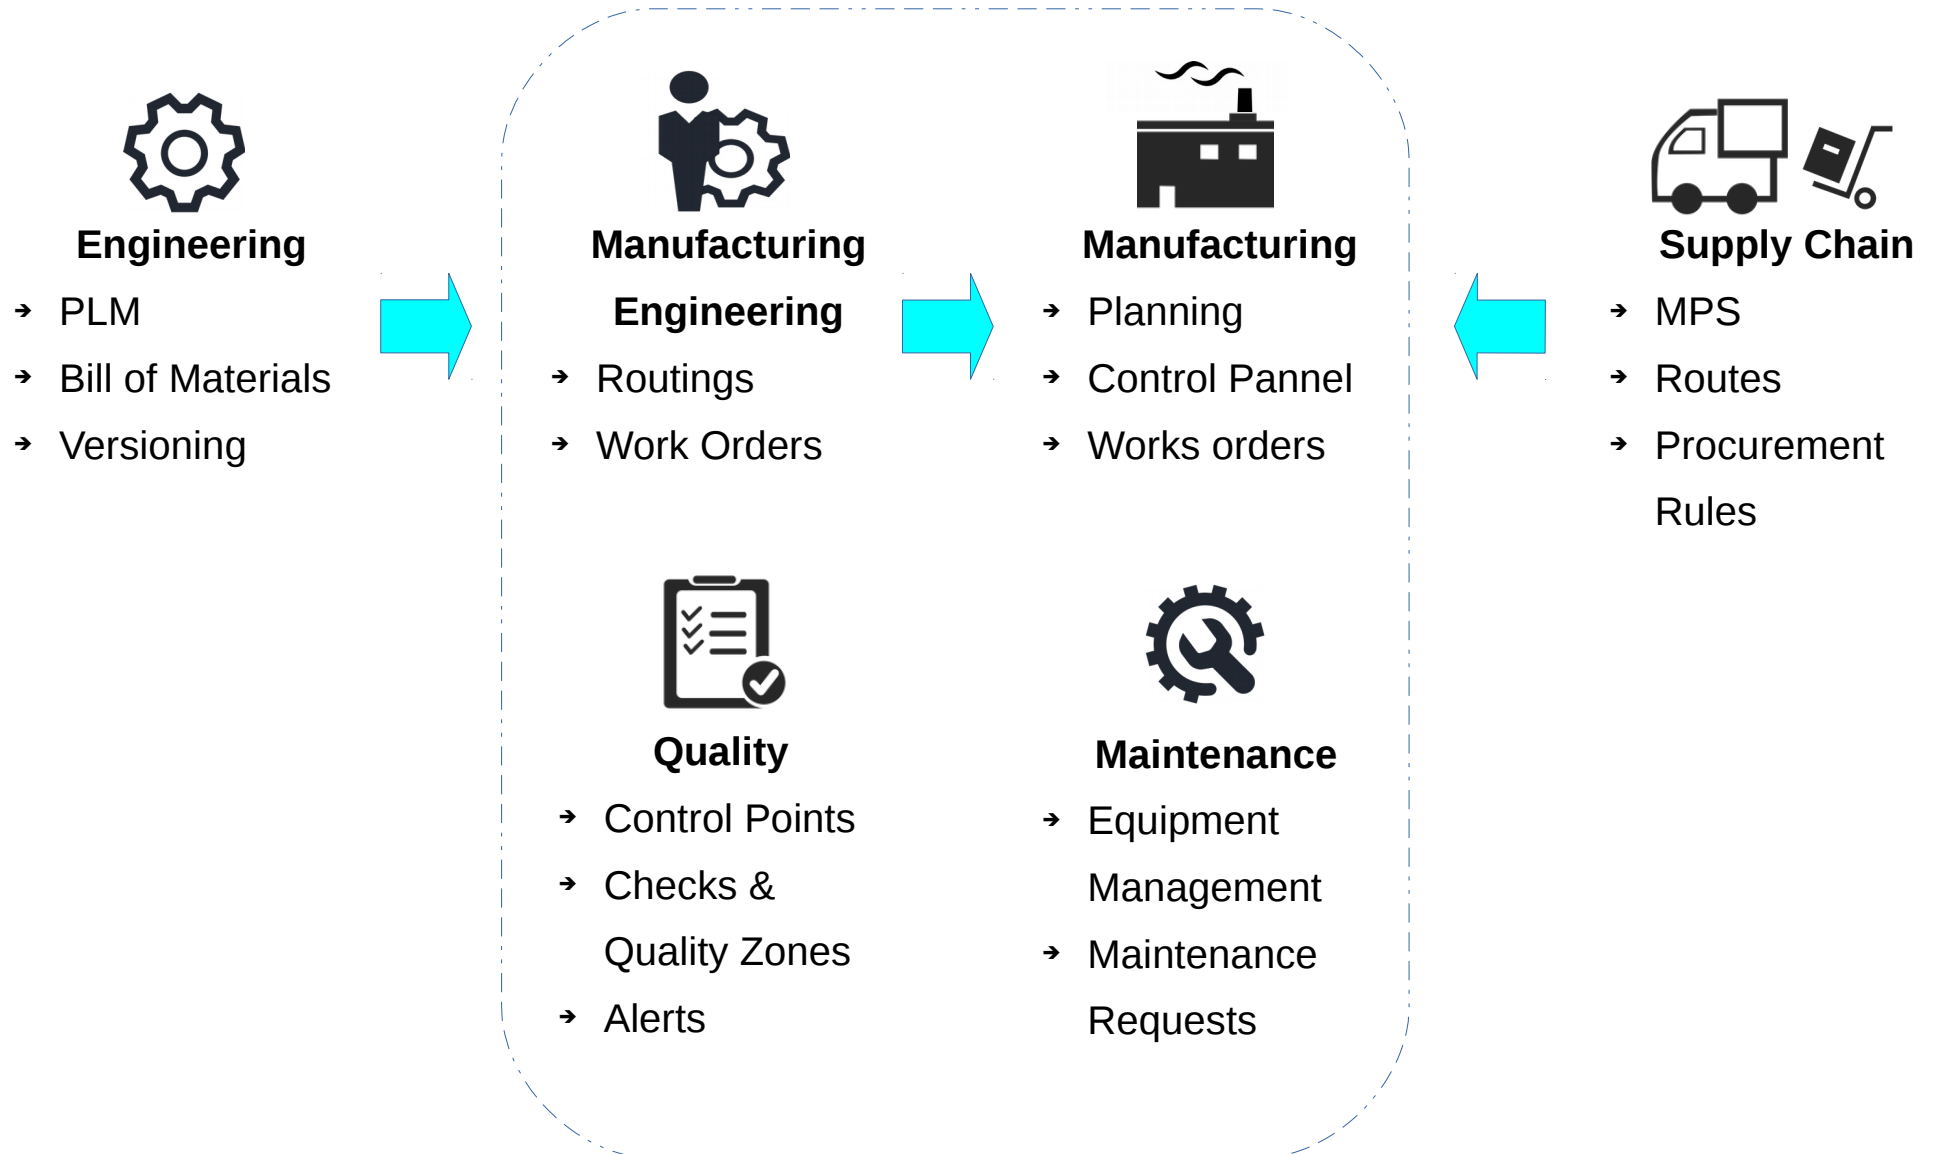 Engineering
PLM
Bill of Materials
Versioning
Manufacturing
Engineering
Routings
Work Orders
Manufacturing
Planning
Control Pannel
Works orders
Supply Chain
MPS
Routes
Procurement
Rules
Quality
Control Points
Checks &
Quality Zones
Alerts
Maintenance
Equipment
Management
Maintenance
Requests